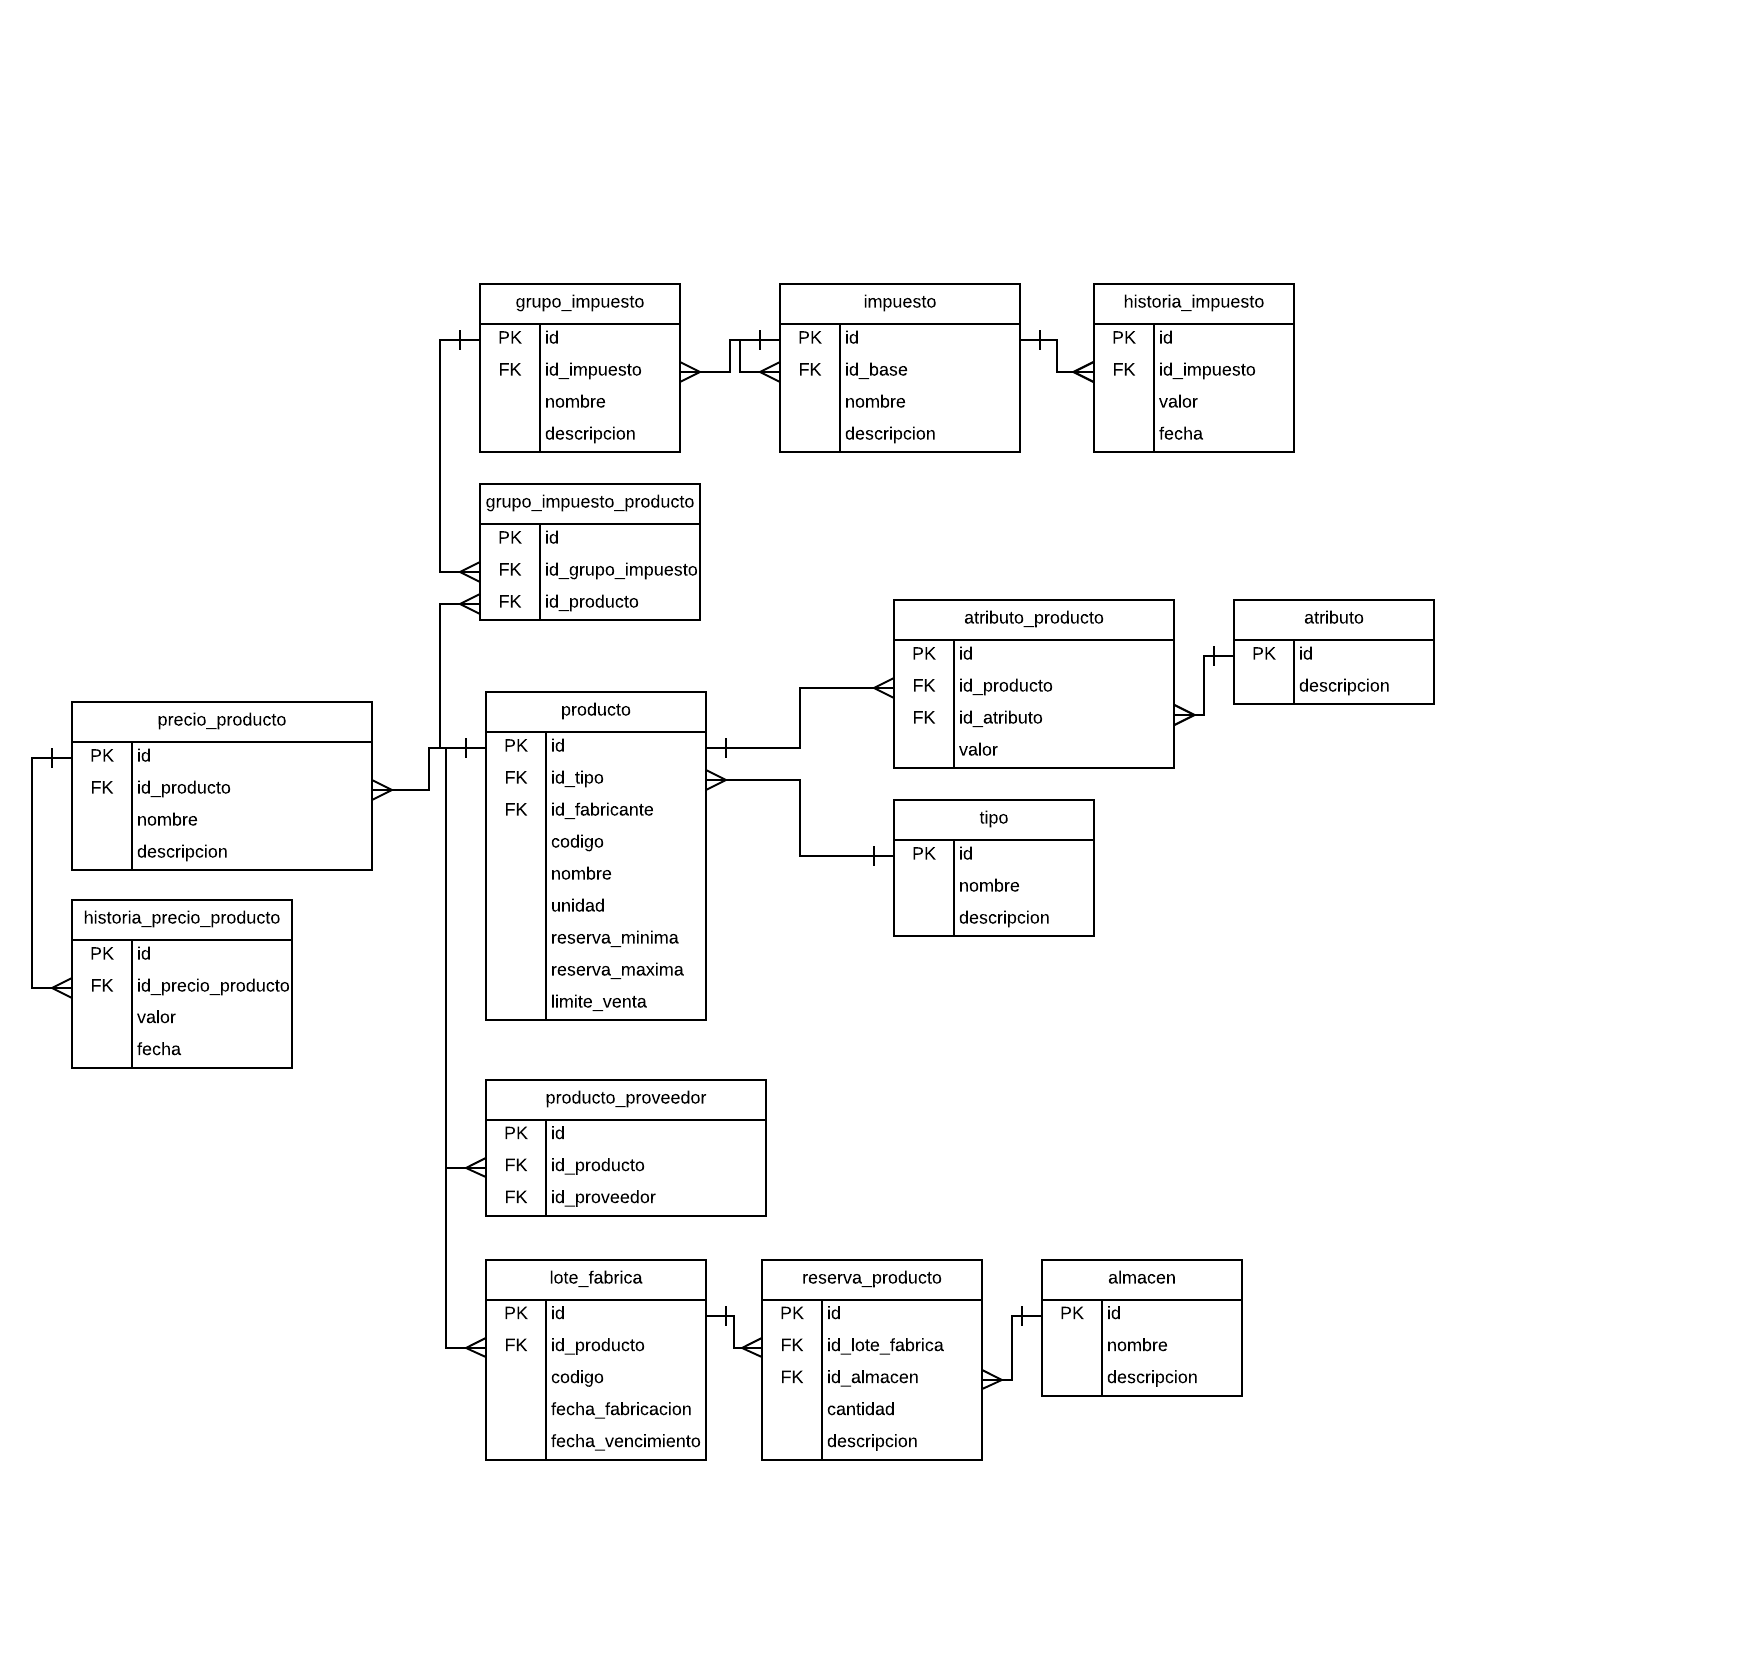 grupo_impuesto
PK id
FK id_impuesto
nombre
descripcion
impuesto
PK id
FK id_base
nombre
descripcion
historia_impuesto
PK id
FK id_impuesto
valor
fecha
grupo_impuesto_producto
PK id
FK id_grupo_impuesto
FK id_producto
atributo_producto
PK id
FK id_producto
FK id_atributo
valor
atributo
PK id
descripcion
precio_producto
PK id
FK id_producto
nombre
descripcion
producto
PK id
FK id_tipo
FK id_fabricante
codigo
nombre
unidad
reserva_minima
reserva_maxima
limite_venta
tipo
PK id
nombre
descripcion
historia_precio_producto
PK id
FK id_precio_producto
valor
fecha
producto_proveedor
PK id
FK id_producto
FK id_proveedor
lote_fabrica
PK id
FK id_producto
codigo
fecha_fabricacion
fecha_vencimiento
reserva_producto
PK id
FK id_lote_fabrica
FK id_almacen
cantidad
descripcion
almacen
PK id
nombre
descripcion